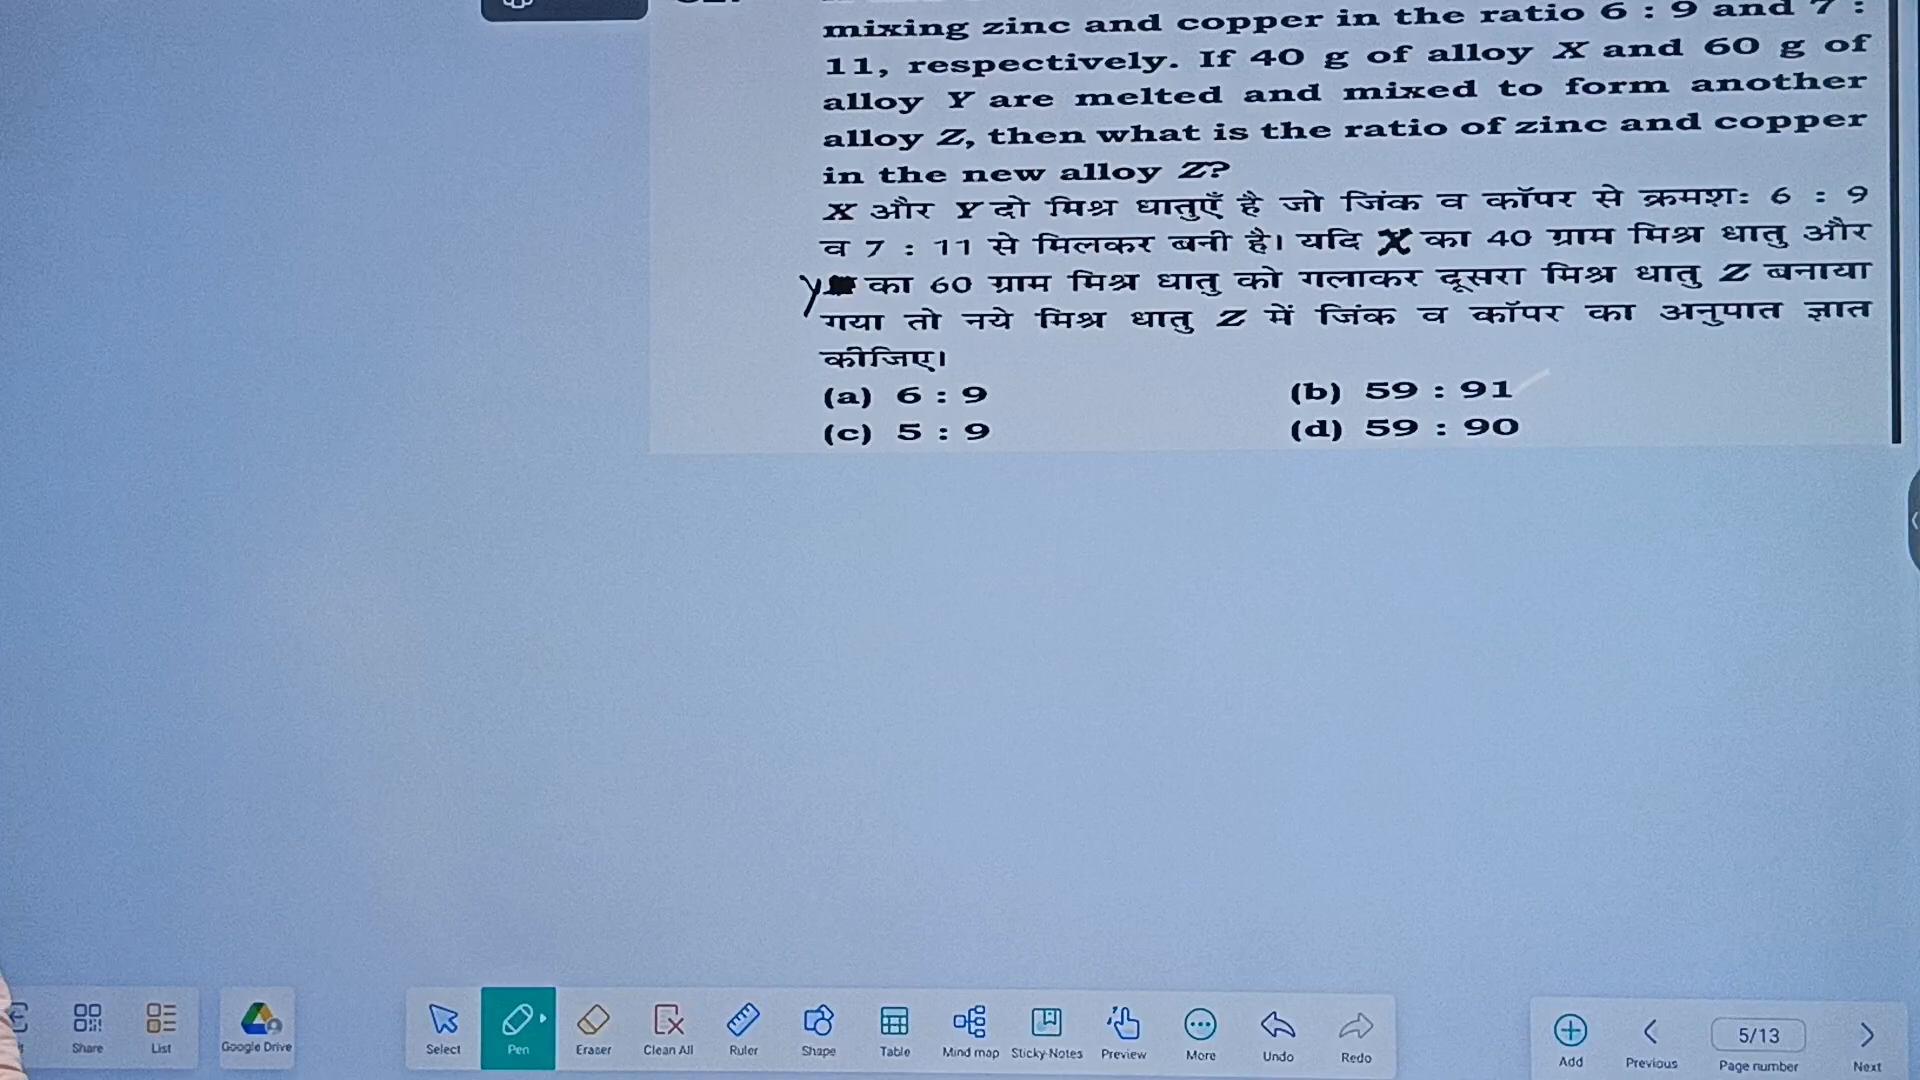 mixing zinc and copper in the ratio 6 : 9 and 7 :
11, respectively. If 40 g of alloy X and 60 g of
alloy Y are melted and mixed to form another
alloy Z, then what is the ratio of zinc and copper
in the new alloy Z?
X और Y दो मिश्र धातुएँ है जो जिंक व कॉपर से क्रमशः 6 : 9
व 7 : 11 से मिलकर बनी है। यदि X का 40 ग्राम मिश्र धातु और
Y का 60 ग्राम मिश्र धातु को गलाकर दूसरा मिश्र धातु Z बनाया
गया तो नये मिश्र धातु Z में जिंक व कॉपर का अनुपात ज्ञात
कीजिए।
(a) 6 : 9 (b) 59 : 91
(c) 5 : 9 (d) 59 : 90
Share List Google Drive Select Pen Eraser Clean All Ruler Shape Table Mind map Sticky Notes Preview More Undo Redo Add Previous 5/13 Page number Next